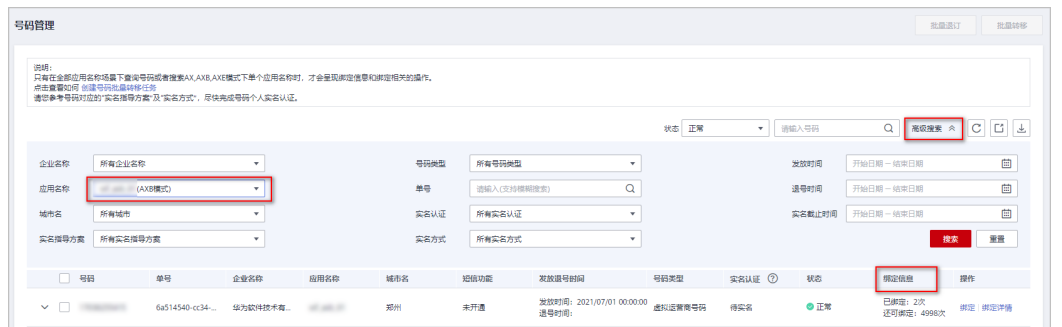 号码管理
批量退订 批量转移
说明：
只有在全部应用名称场景下查询号码或者搜索AX,AXB,AXE模式下单个应用名称时，才会呈现绑定信息和绑定相关的操作。
点击查看如何 创建号码批量转移任务
请您参考号码对应的"实名指导方案"及"实名方式"，尽快完成号码个人实名认证。
状态 正常 请输入号码 高级搜索
企业名称 所有企业名称 号码类型 所有号码类型 发放时间 开始日期 – 结束日期
应用名称 (AXB模式) 单号 请输入(支持模糊搜索) 退号时间 开始日期 – 结束日期
城市名 所有城市 实名认证 所有实名认证 实名截止时间 开始日期 – 结束日期
实名指导方案 所有实名指导方案 实名方式 所有实名方式 搜索 重置
号码 单号 企业名称 应用名称 城市名 短信功能 发放退号时间 号码类型 实名认证 ? 状态 绑定信息 操作
6a514540-cc34-... 华为软件技术有... 郑州 未开通 发放时间：2021/07/01 00:00:00 虚拟运营商号码 待实名 正常 已绑定：2次 绑定 绑定详情
退号时间： 还可绑定：4998次